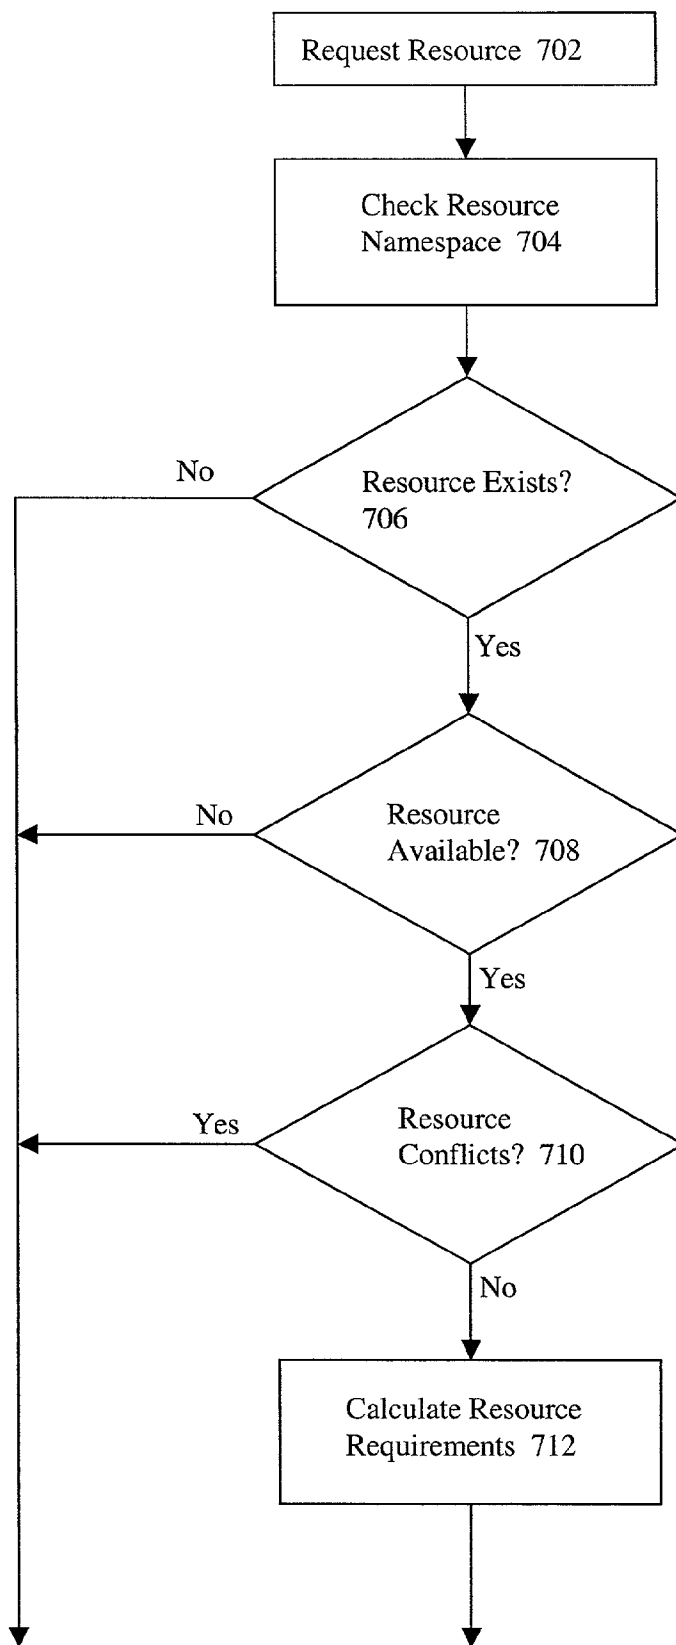 Request Resource 702
Check Resource
Namespace 704
No
Resource Exists?
706
Yes
No
Resource
Available? 708
Yes
Yes
Resource
Conflicts? 710
No
Calculate Resource
Requirements 712